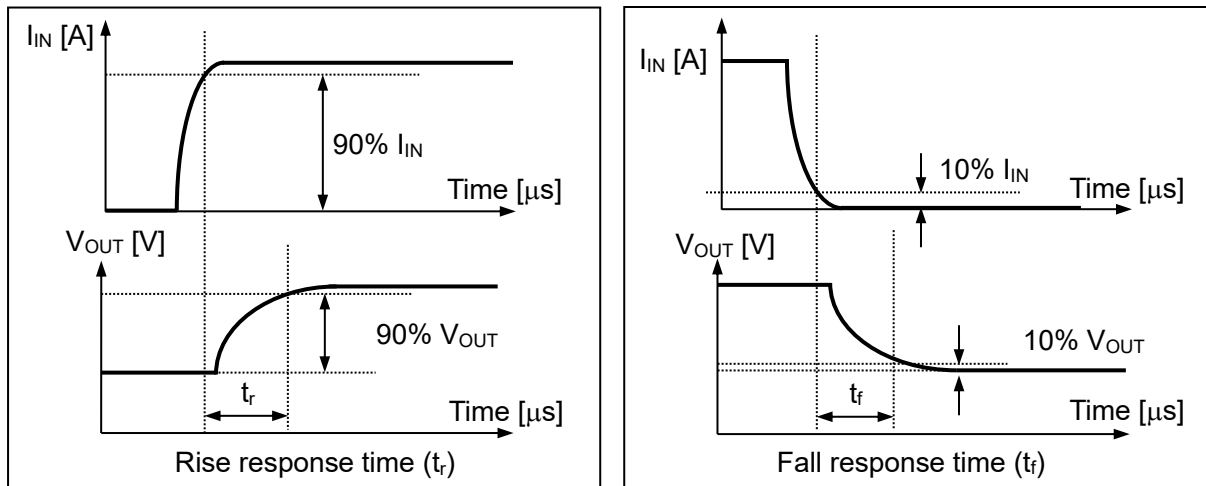 I_IN [A]
90% I_IN
Time [μs]
V_OUT [V]
90% V_OUT
t_r
Time [μs]
Rise response time (t_r)
I_IN [A]
10% I_IN
Time [μs]
V_OUT [V]
10% V_OUT
t_f
Time [μs]
Fall response time (t_f)